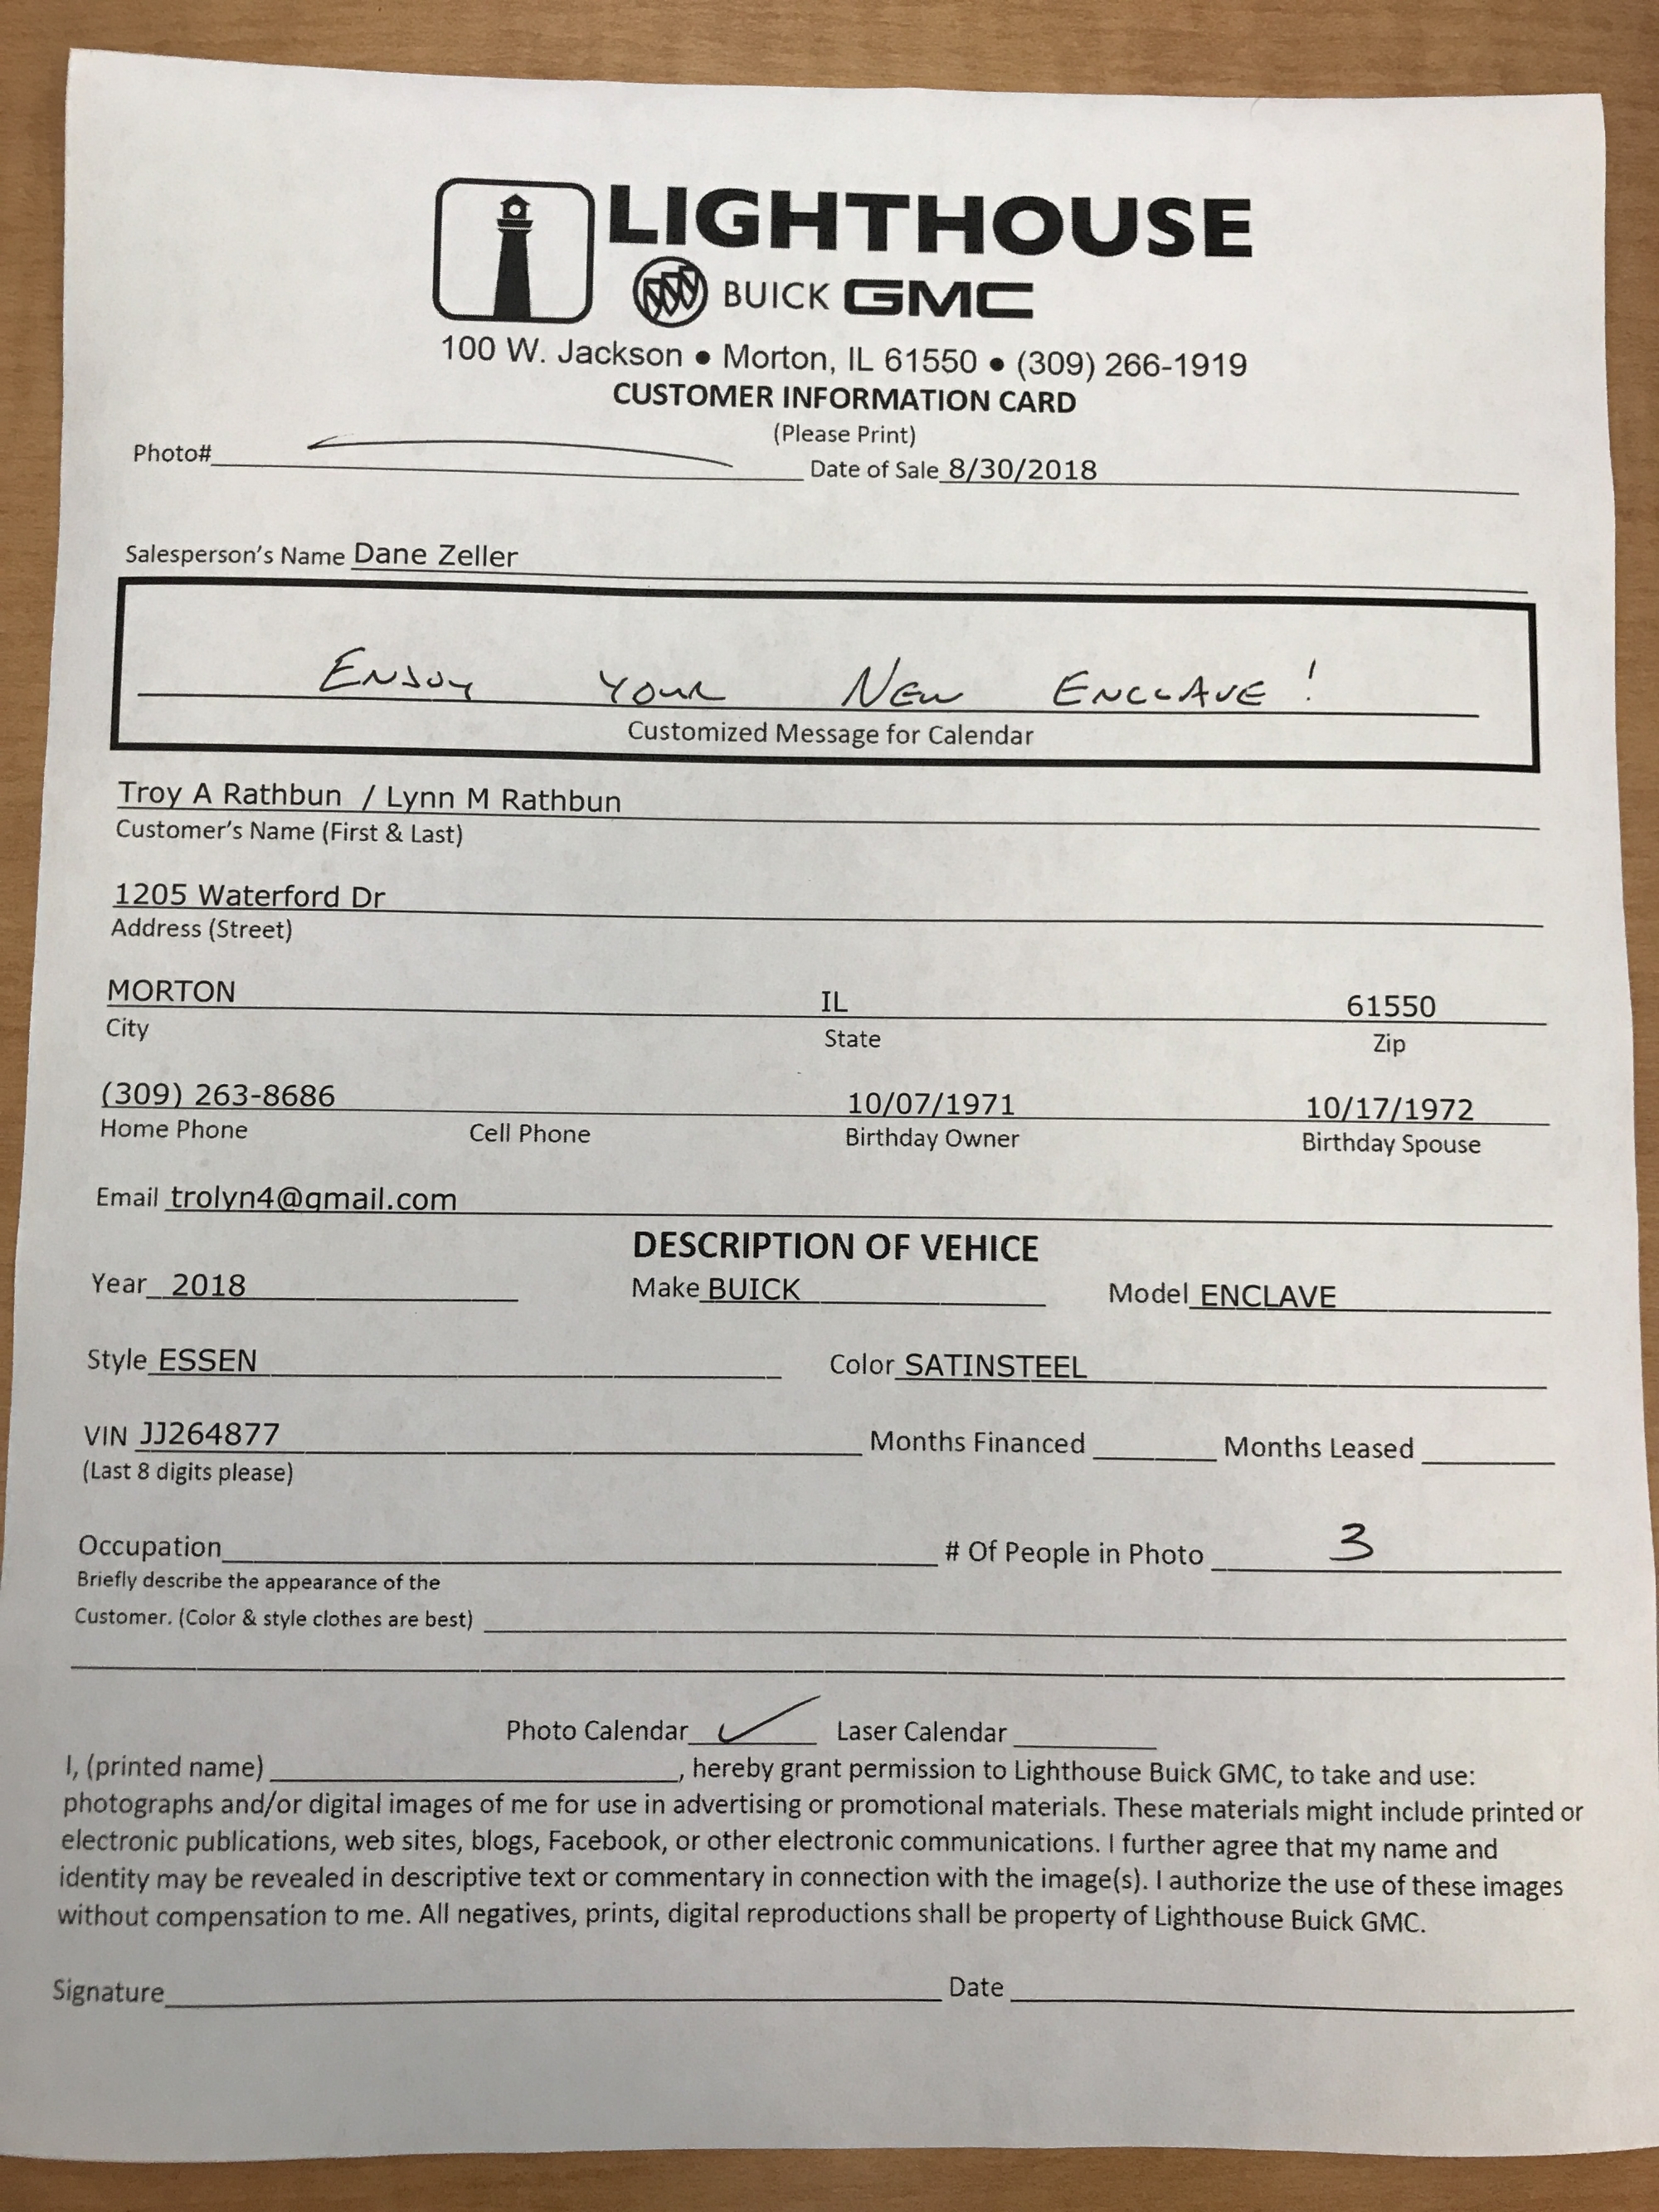 LIGHTHOUSE
BUICK GMC
100 W. Jackson • Morton, IL 61550 • (309) 266-1919
CUSTOMER INFORMATION CARD
(Please Print)
Photo#
Date of Sale 8/30/2018
Salesperson's Name Dane Zeller
ENJOY YOUR NEW ENCLAVE !
Customized Message for Calendar
Troy A Rathbun / Lynn M Rathbun
Customer's Name (First & Last)
1205 Waterford Dr
Address (Street)
MORTON IL 61550
City State Zip
(309) 263-8686 10/07/1971 10/17/1972
Home Phone Cell Phone Birthday Owner Birthday Spouse
Email trolyn4@gmail.com
DESCRIPTION OF VEHICE
Year 2018 Make BUICK Model ENCLAVE
Style ESSEN Color SATINSTEEL
VIN JJ264877 Months Financed Months Leased
(Last 8 digits please)
Occupation # Of People in Photo 3
Briefly describe the appearance of the
Customer. (Color & style clothes are best)
Photo Calendar ✓ Laser Calendar
I, (printed name) , hereby grant permission to Lighthouse Buick GMC, to take and use:
photographs and/or digital images of me for use in advertising or promotional materials. These materials might include printed or
electronic publications, web sites, blogs, Facebook, or other electronic communications. I further agree that my name and
identity may be revealed in descriptive text or commentary in connection with the image(s). I authorize the use of these images
without compensation to me. All negatives, prints, digital reproductions shall be property of Lighthouse Buick GMC.
Signature Date